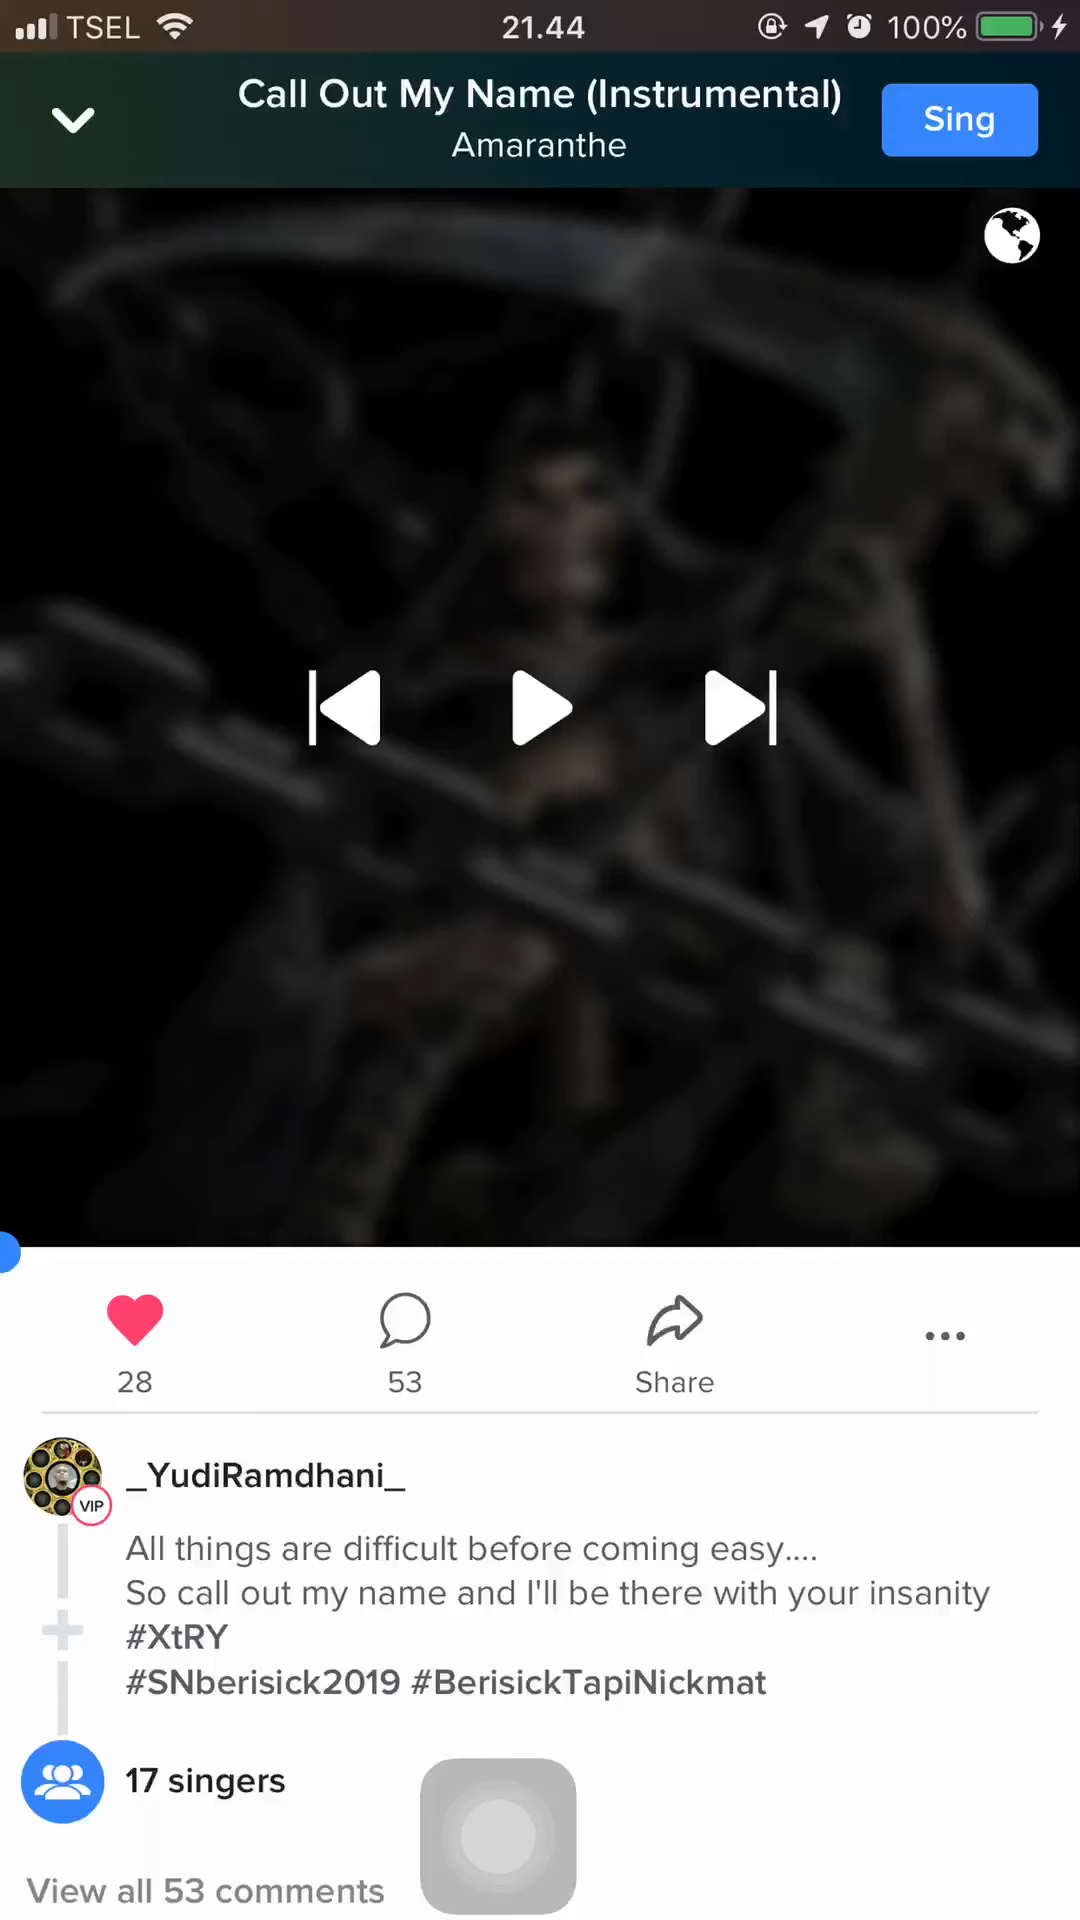 TSEL 21.44 100%
Call Out My Name (Instrumental)
Amaranthe
Sing
28
53
Share
_YudiRamdhani_
VIP
All things are difficult before coming easy....
So call out my name and I'll be there with your insanity
#XtRY
#SNberisick2019 #BerisickTapiNickmat
17 singers
View all 53 comments